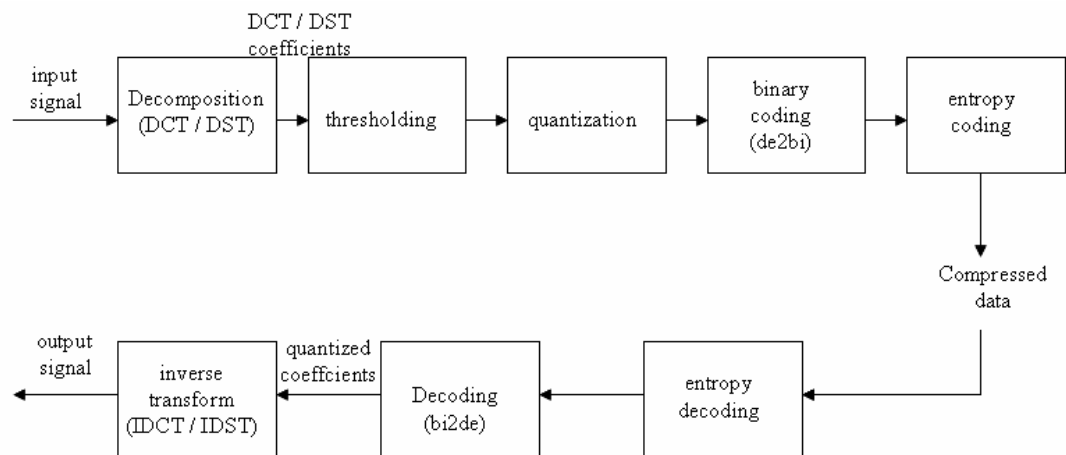 DCT / DST
coefficients
input
signal
Decomposition
(DCT / DST)
thresholding
quantization
binary
coding
(de2bi)
entropy
coding
Compressed
data
output
signal
inverse
transform
(IDCT / IDST)
quantized
coeffcients
Decoding
(bi2de)
entropy
decoding